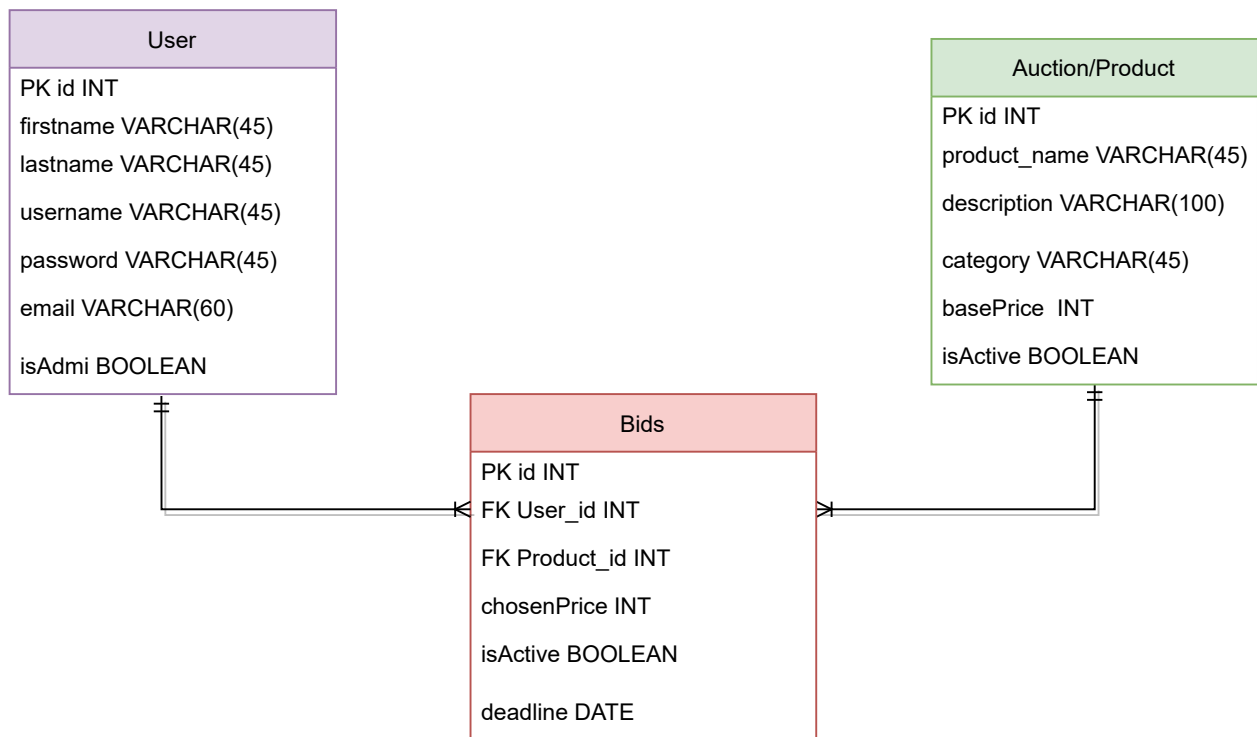 User
PK id INT
firstname VARCHAR(45)
lastname VARCHAR(45)
username VARCHAR(45)
password VARCHAR(45)
email VARCHAR(60)
isAdmi BOOLEAN
Auction/Product
PK id INT
product_name VARCHAR(45)
description VARCHAR(100)
category VARCHAR(45)
basePrice  INT
isActive BOOLEAN
Bids
PK id INT
FK User_id INT
FK Product_id INT
chosenPrice INT
isActive BOOLEAN
deadline DATE